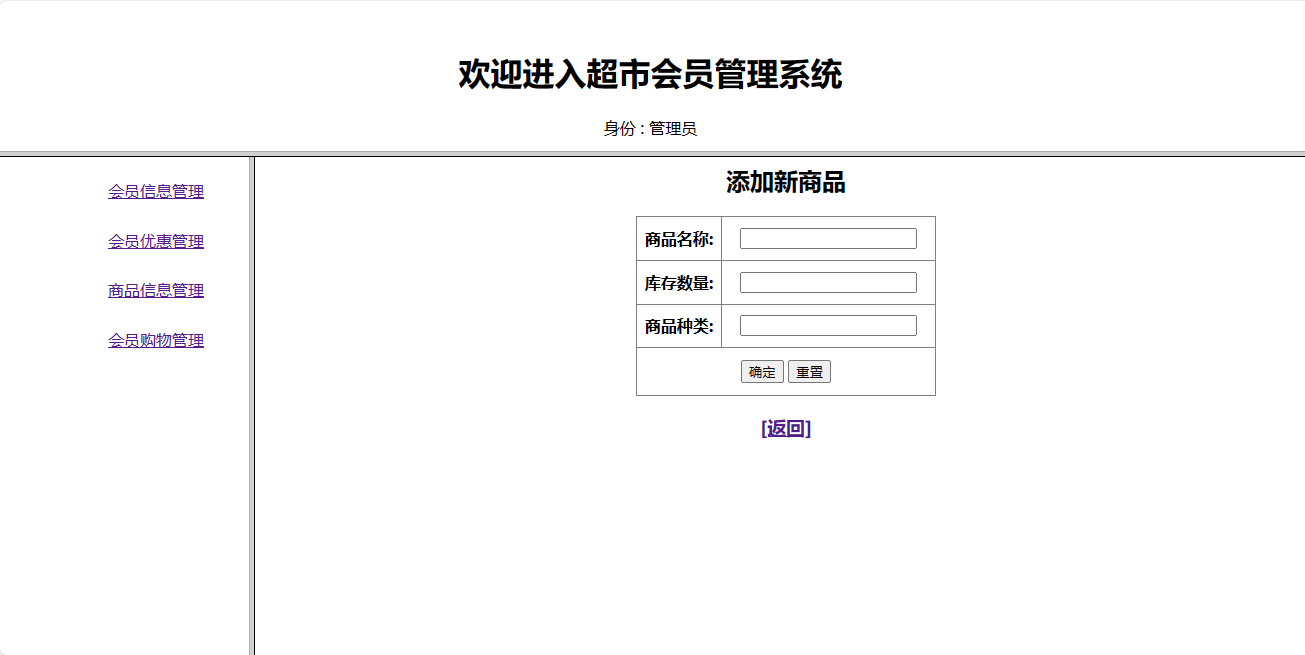 欢迎进入超市会员管理系统
身份 : 管理员
会员信息管理
会员优惠管理
商品信息管理
会员购物管理
添加新商品
商品名称:
库存数量:
商品种类:
确定 重置
[返回]